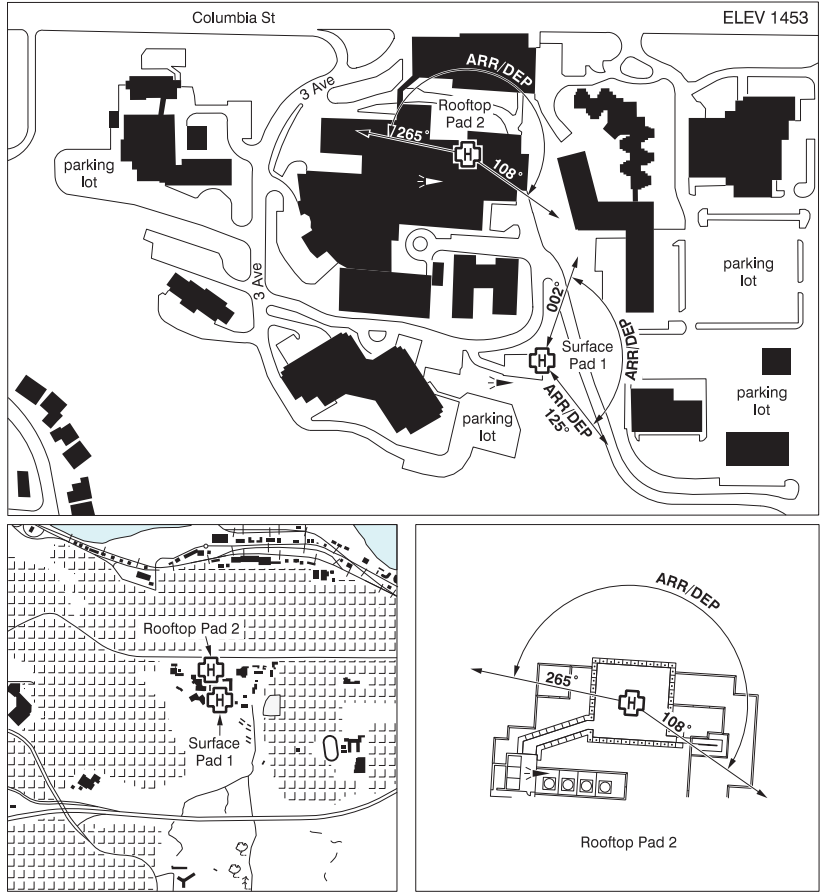 Columbia St
ELEV 1453
3 Ave
ARR/DEP
Rooftop
Pad 2
H
265°
108°
parking
lot
3 Ave
parking
lot
002°
ARR/DEP
Surface
Pad 1
H
ARR/DEP
125°
parking
lot
parking
lot
Rooftop Pad 2
H
H
Surface
Pad 1
ARR/DEP
265°
H
108°
Rooftop Pad 2